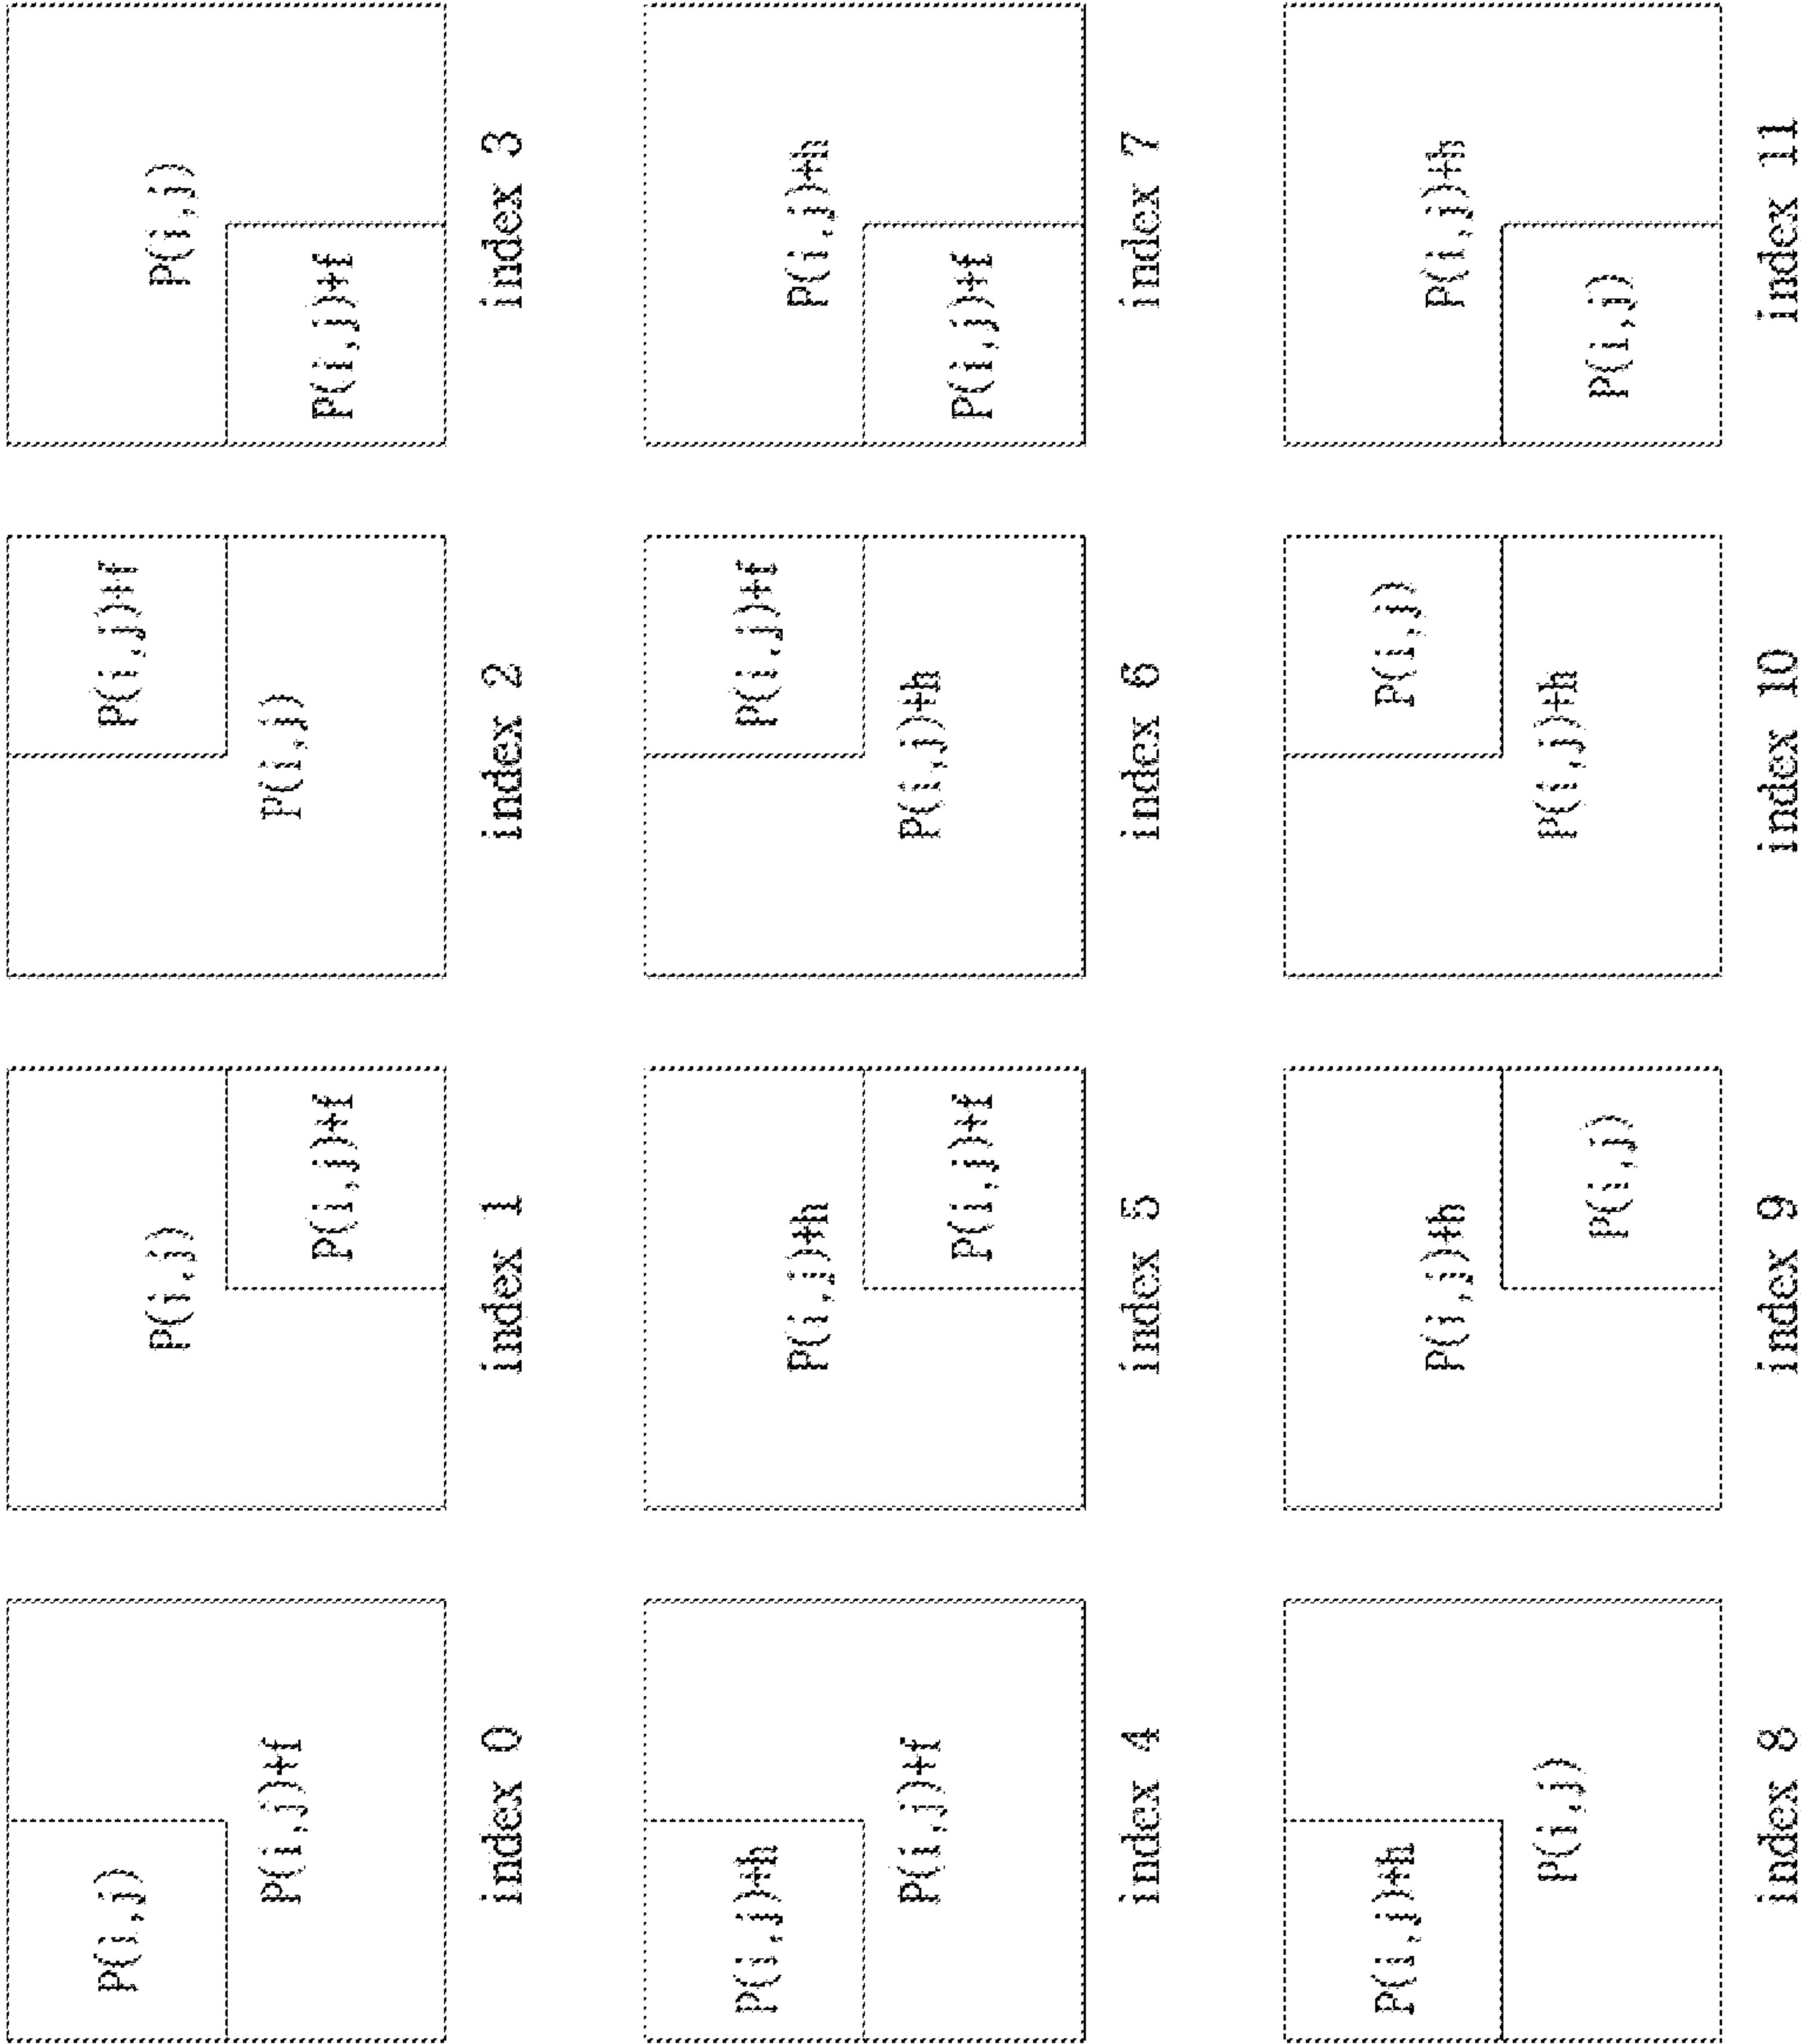 P(i,j)
P(i,j)+f
index 0
P(i,j)
P(i,j)+f
index 1
P(i,j)+f
P(i,j)
index 2
P(i,j)
P(i,j)+f
index 3
P(i,j)+h
P(i,j)+f
index 4
P(i,j)+h
P(i,j)+f
index 5
P(i,j)+f
P(i,j)+h
index 6
P(i,j)+h
P(i,j)+f
index 7
P(i,j)+h
P(i,j)
index 8
P(i,j)+h
P(i,j)
index 9
P(i,j)
P(i,j)+h
index 10
P(i,j)+h
P(i,j)
index 11